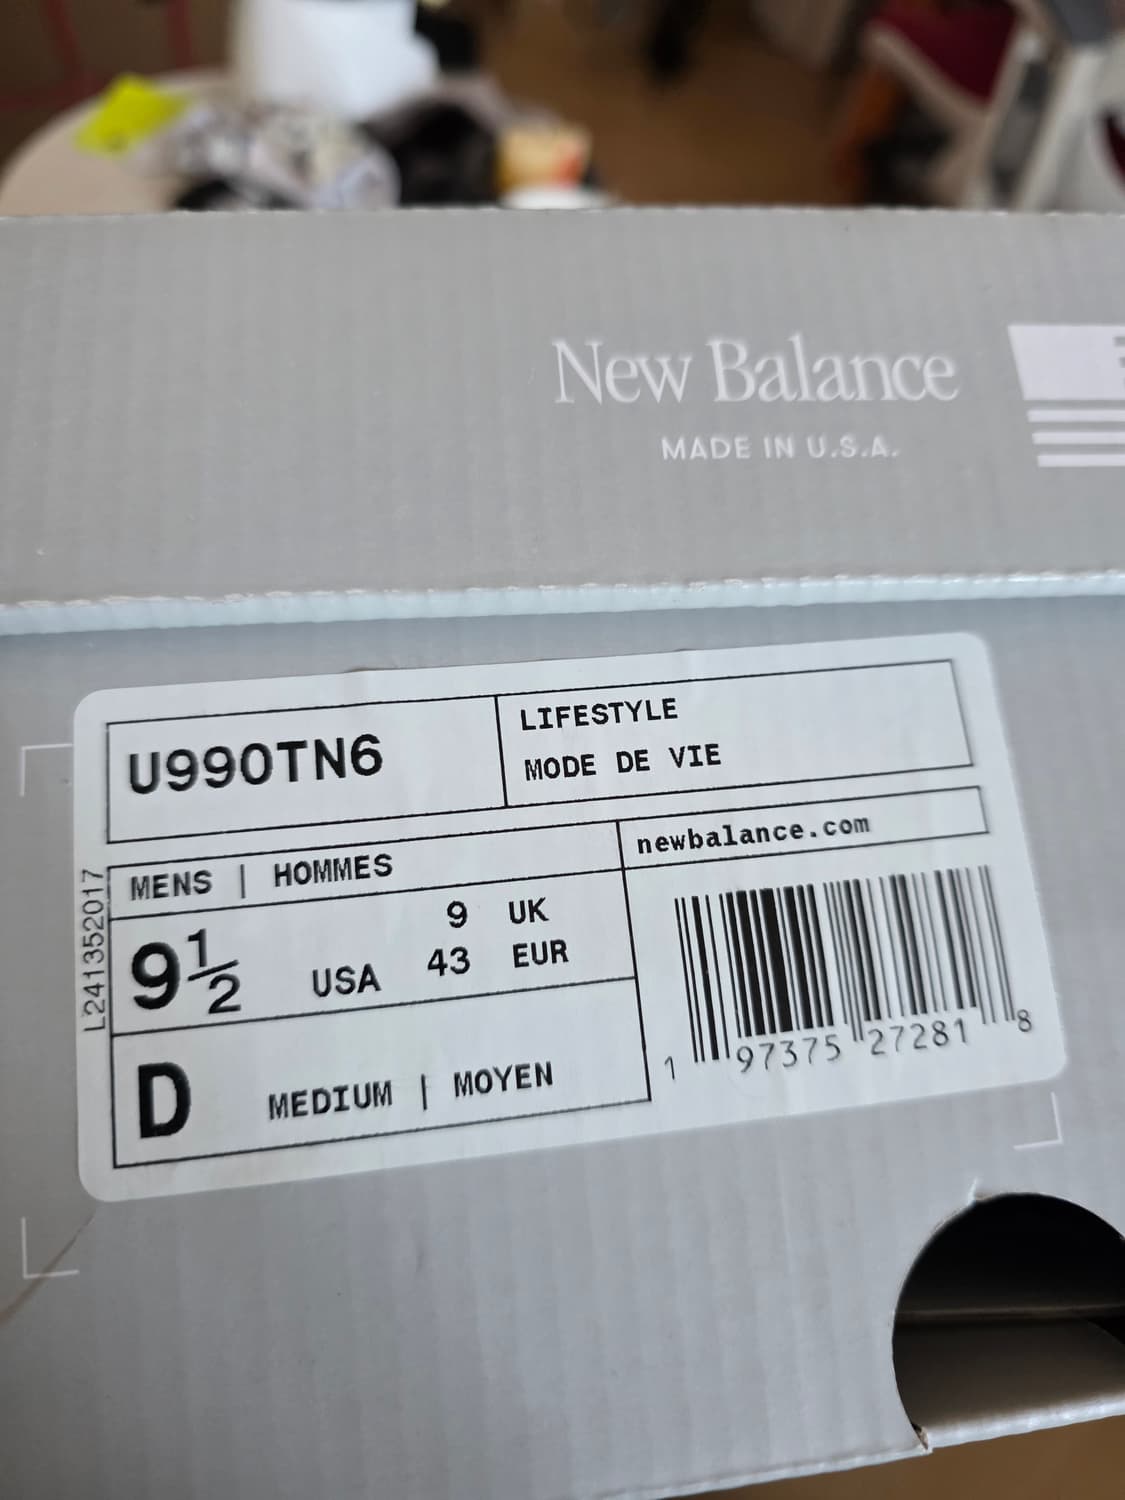 New Balance
MADE IN U.S.A.
U990TN6
LIFESTYLE
MODE DE VIE
newbalance.com
MENS | HOMMES
9½ USA
9 UK
43 EUR
D MEDIUM | MOYEN
L241352017
1 97375 27281 8